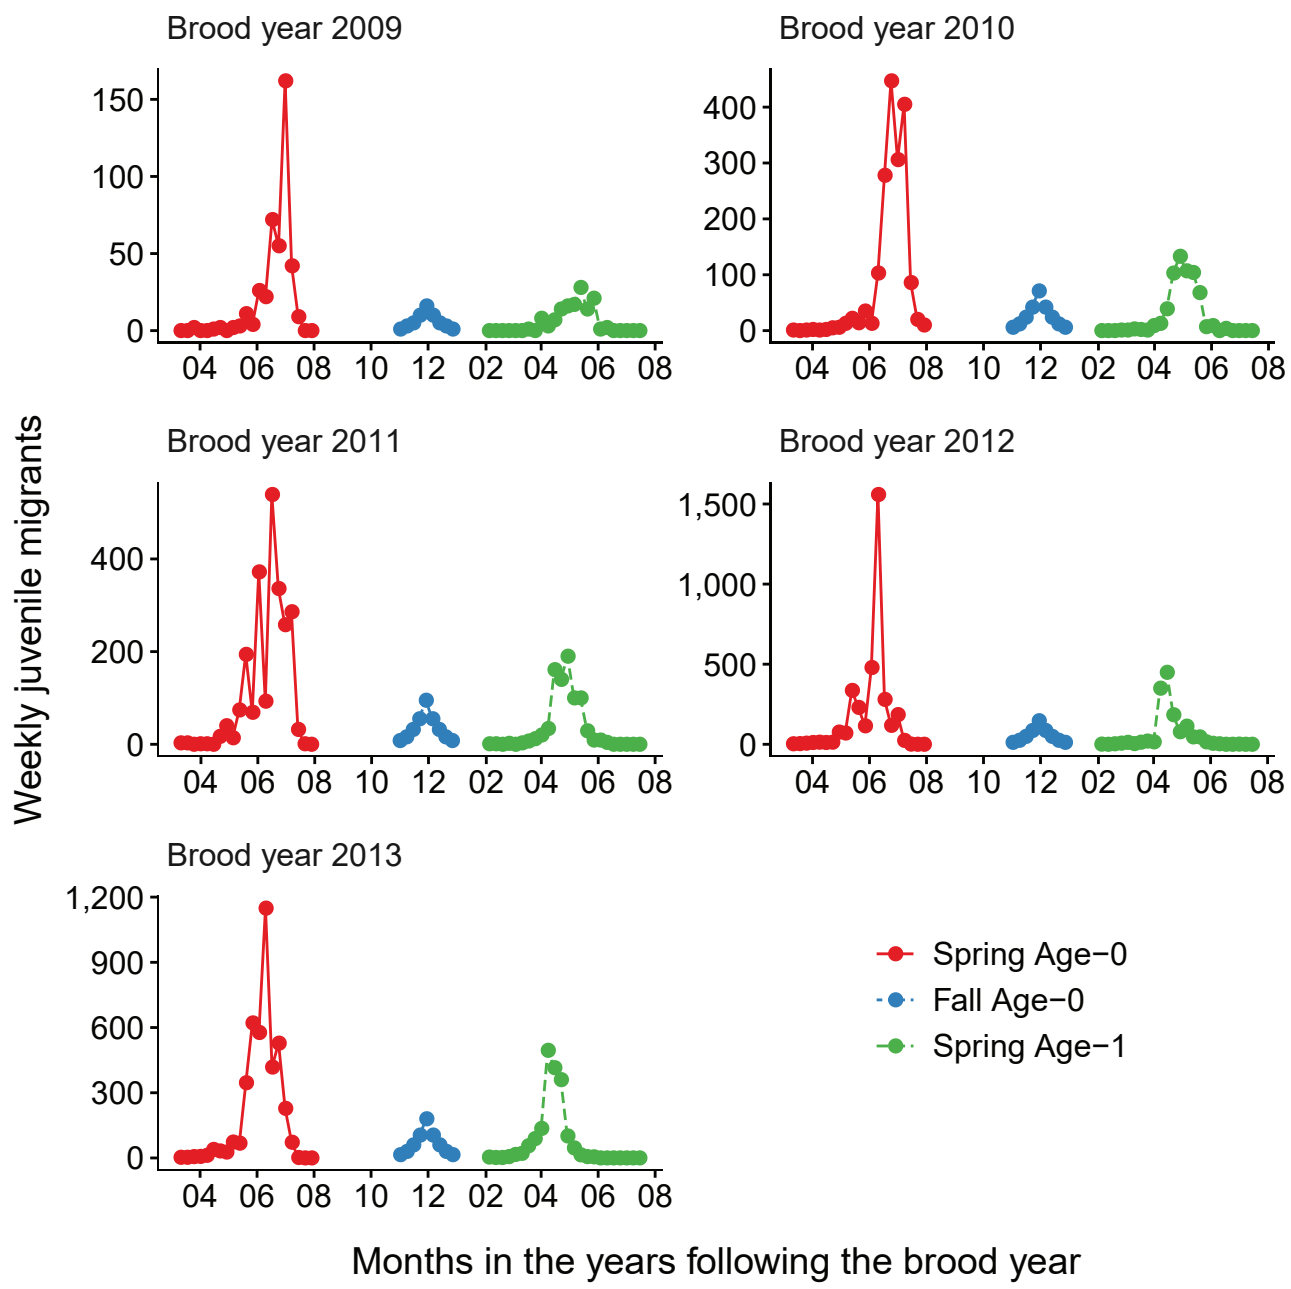 Brood year 2009
150
100
50
0
04 06 08 10 12 02 04 06 08
Brood year 2010
400
300
200
100
0
04 06 08 10 12 02 04 06 08
Weekly juvenile migrants
Brood year 2011
400
200
0
04 06 08 10 12 02 04 06 08
Brood year 2012
1,500
1,000
500
0
04 06 08 10 12 02 04 06 08
Brood year 2013
1,200
900
600
300
0
04 06 08 10 12 02 04 06 08
Spring Age−0
Fall Age−0
Spring Age−1
Months in the years following the brood year